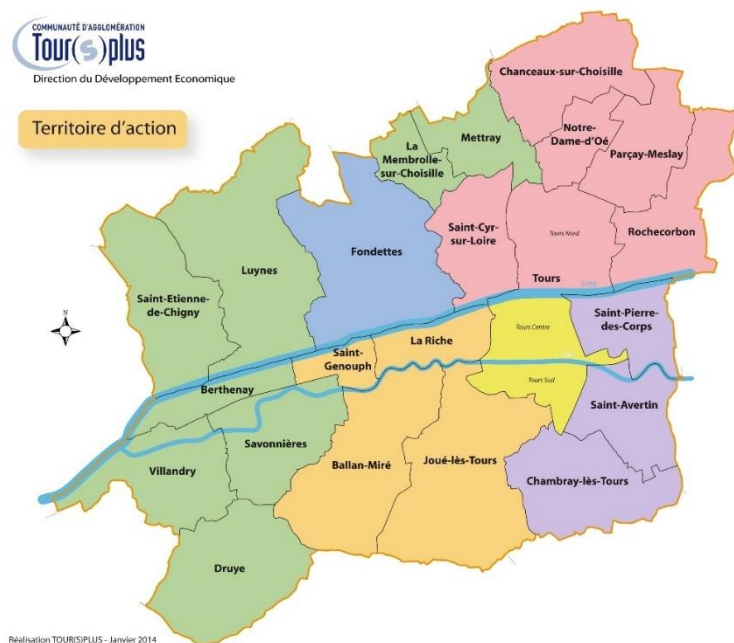 COMMUNAUTÉ D'AGGLOMÉRATION
Tour(s)plus
Direction du Développement Economique
Territoire d'action
Chanceaux-sur-Choisille
Mettray
Notre-
Dame-d'Oé
La
Membrolle-
sur-Choisille
Parçay-Meslay
Saint-Cyr-
sur-Loire
Tours Nord
Rochecorbon
Fondettes
Luynes
Tours
Loire
Saint-Etienne-
de-Chigny
N
Saint-Pierre-
des-Corps
Tours Centre
La Riche
Saint-
Genouph
Cher
Berthenay
Tours Sud
Saint-Avertin
Savonnières
Villandry
Ballan-Miré
Joué-lès-Tours
Chambray-lès-Tours
Druye
Réalisation TOUR(S)PLUS - Janvier 2014